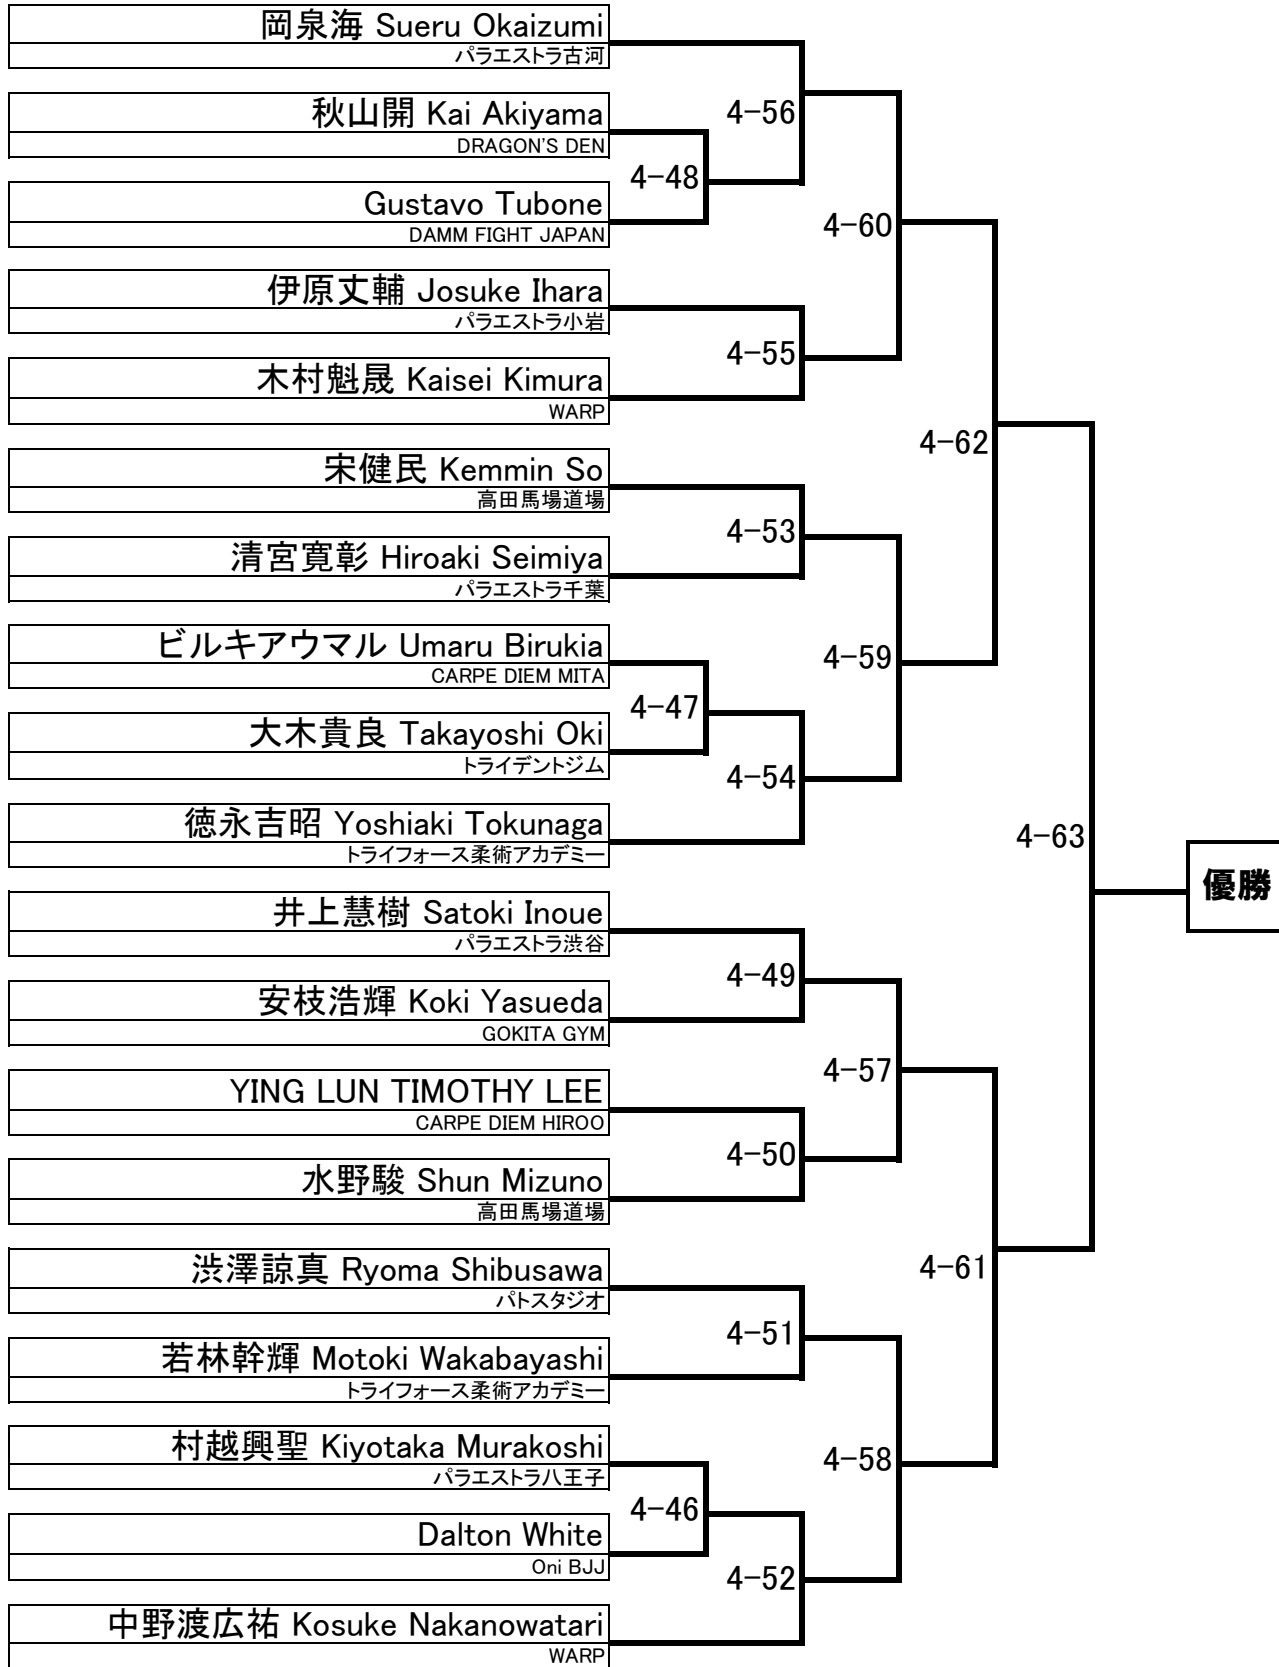 岡泉海 Sueru Okaizumi
パラエストラ古河
秋山開 Kai Akiyama
DRAGON'S DEN
Gustavo Tubone
DAMM FIGHT JAPAN
伊原丈輔 Josuke Ihara
パラエストラ小岩
木村魁晟 Kaisei Kimura
WARP
宋健民 Kemmin So
高田馬場道場
清宮寛彰 Hiroaki Seimiya
パラエストラ千葉
ビルキアウマル Umaru Birukia
CARPE DIEM MITA
大木貴良 Takayoshi Oki
トライデントジム
徳永吉昭 Yoshiaki Tokunaga
トライフォース柔術アカデミー
井上慧樹 Satoki Inoue
パラエストラ渋谷
安枝浩輝 Koki Yasueda
GOKITA GYM
YING LUN TIMOTHY LEE
CARPE DIEM HIROO
水野駿 Shun Mizuno
高田馬場道場
渋澤諒真 Ryoma Shibusawa
パトスタジオ
若林幹輝 Motoki Wakabayashi
トライフォース柔術アカデミー
村越興聖 Kiyotaka Murakoshi
パラエストラ八王子
Dalton White
Oni BJJ
中野渡広祐 Kosuke Nakanowatari
WARP
4-48
4-47
4-46
4-56
4-55
4-53
4-54
4-49
4-50
4-51
4-52
4-60
4-59
4-57
4-58
4-62
4-61
4-63
優勝